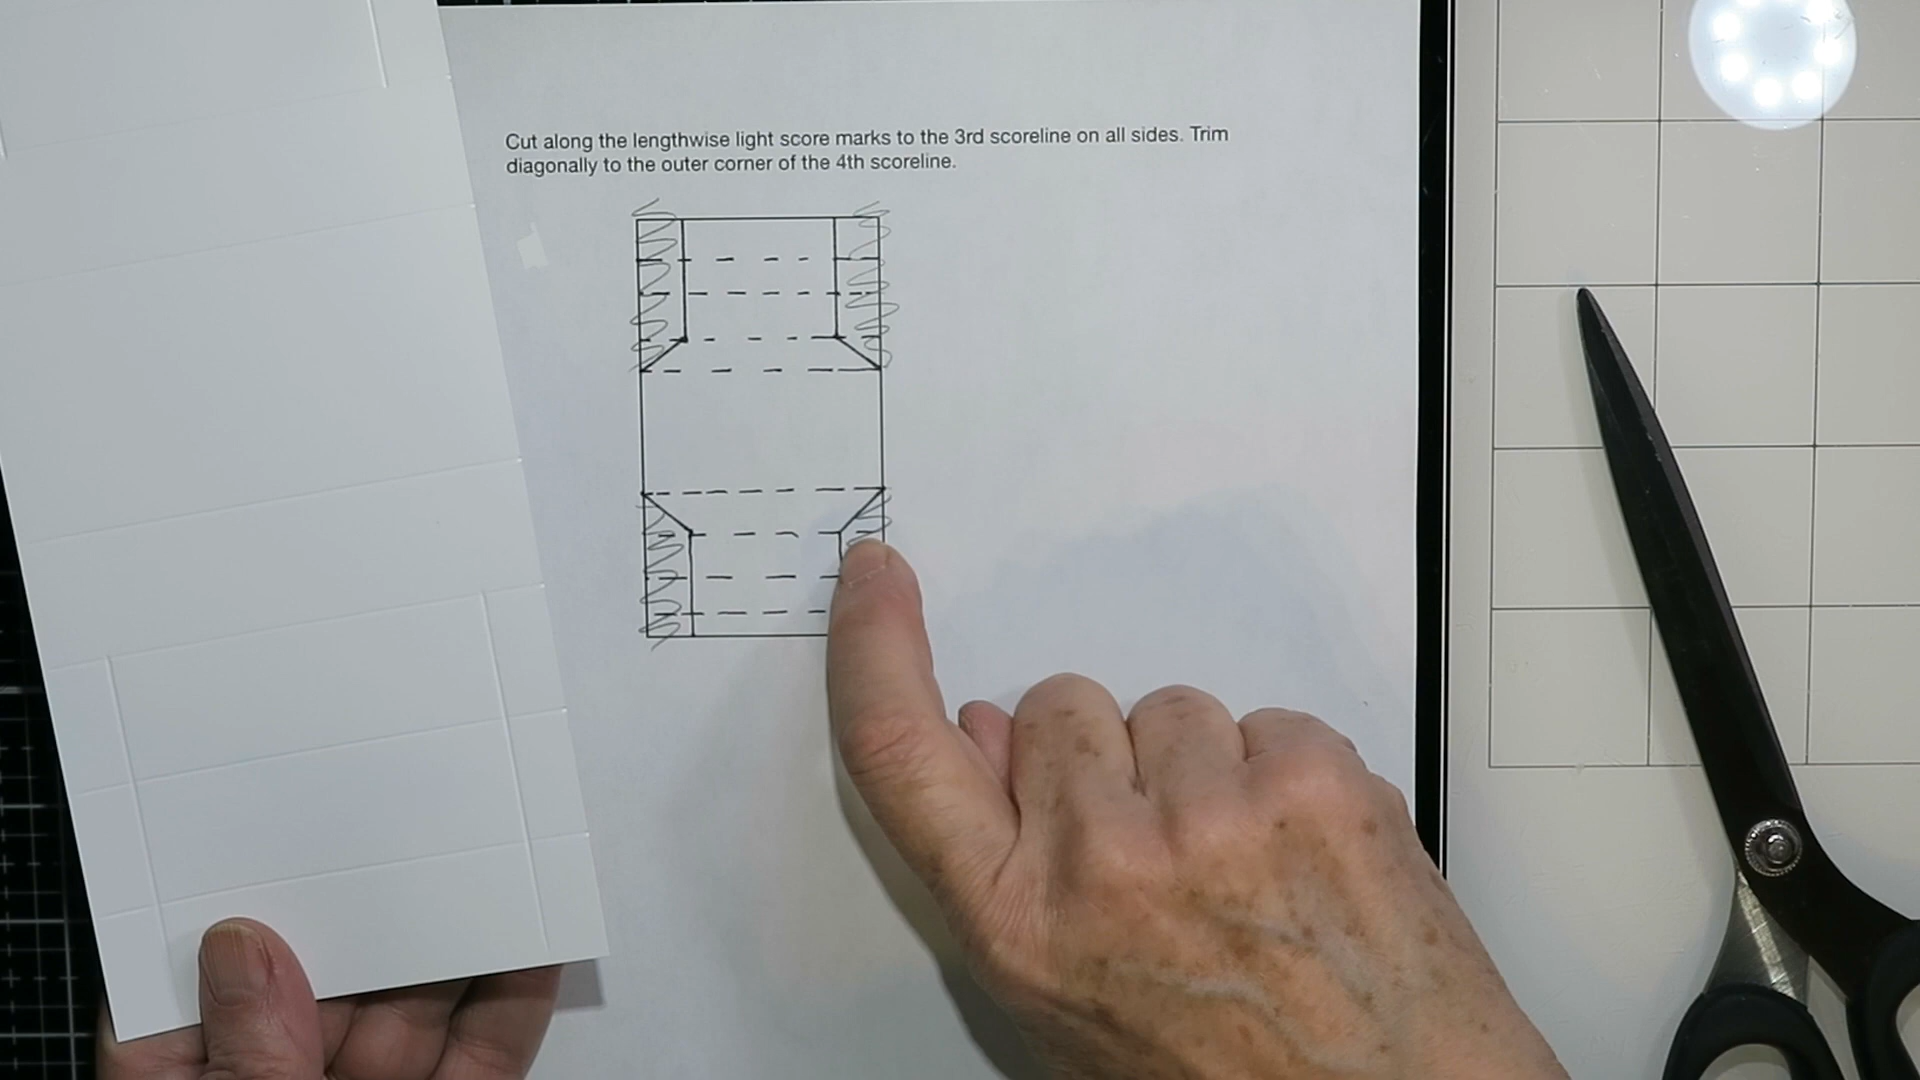 Cut along the lengthwise light score marks to the 3rd scoreline on all sides. Trim
diagonally to the outer corner of the 4th scoreline.